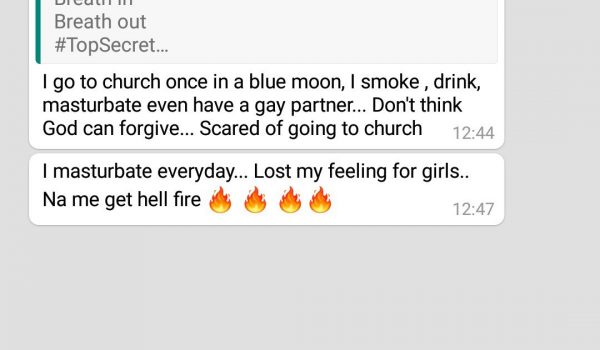 Breath in
Breath out
#TopSecret…
I go to church once in a blue moon, I smoke , drink,
masturbate even have a gay partner... Don't think
God can forgive... Scared of going to church
12:44
I masturbate everyday... Lost my feeling for girls..
Na me get hell fire 🔥 🔥 🔥 🔥
12:47